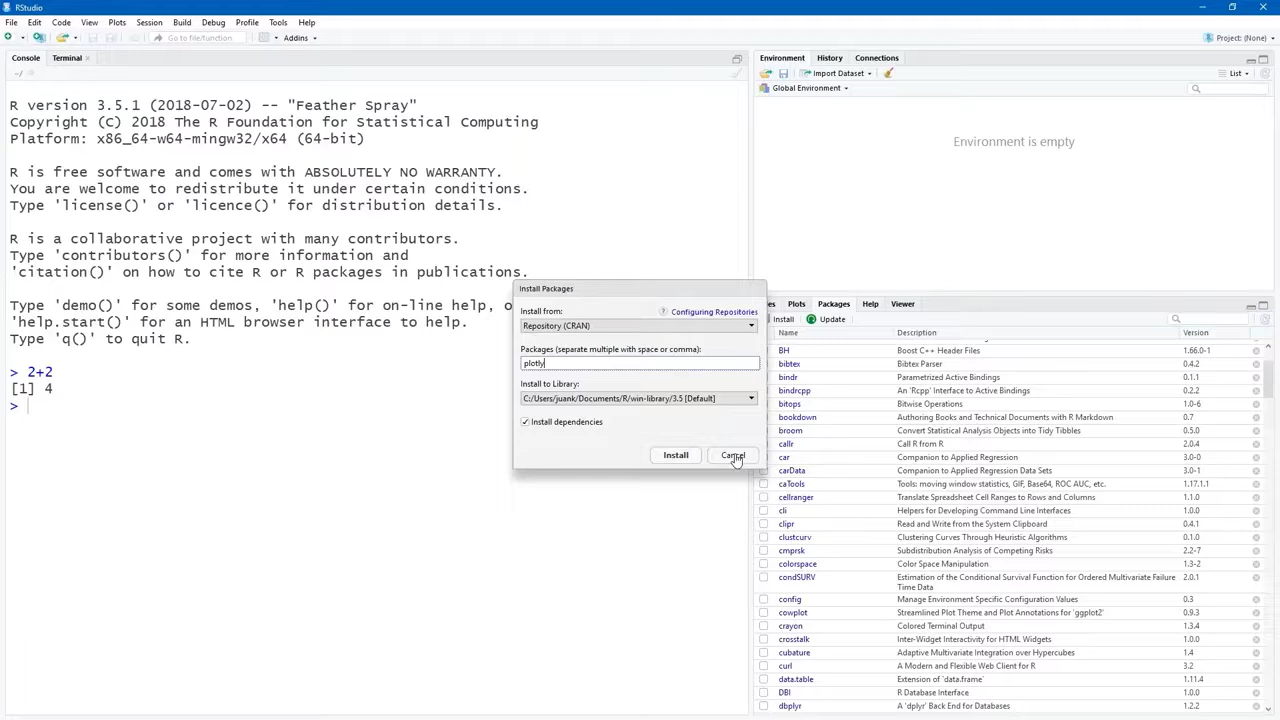 RStudio
File Edit Code View Plots Session Build Debug Profile Tools Help
Go to file/function Addins Project: (None)
Console Terminal
~/
R version 3.5.1 (2018-07-02) -- "Feather Spray"
Copyright (C) 2018 The R Foundation for Statistical Computing
Platform: x86_64-w64-mingw32/x64 (64-bit)
R is free software and comes with ABSOLUTELY NO WARRANTY.
You are welcome to redistribute it under certain conditions.
Type 'license()' or 'licence()' for distribution details.
R is a collaborative project with many contributors.
Type 'contributors()' for more information and
'citation()' on how to cite R or R packages in publications.
Type 'demo()' for some demos, 'help()' for on-line help, o
'help.start()' for an HTML browser interface to help.
Type 'q()' to quit R.
> 2+2
[1] 4
>
Install Packages
Install from: ? Configuring Repositories
Repository (CRAN)
Packages (separate multiple with space or comma):
plotly
Install to Library:
C:/Users/juank/Documents/R/win-library/3.5 [Default]
Install dependencies
Install Cancel
Environment History Connections
Import Dataset List
Global Environment
Environment is empty
es Plots Packages Help Viewer
Install Update
Name Description Version
BH Boost C++ Header Files 1.66.0-1
bibtex Bibtex Parser 0.4.2
bindr Parametrized Active Bindings 0.1.1
bindrcpp An 'Rcpp' Interface to Active Bindings 0.2.2
bitops Bitwise Operations 1.0-6
bookdown Authoring Books and Technical Documents with R Markdown 0.7
broom Convert Statistical Analysis Objects into Tidy Tibbles 0.5.0
callr Call R from R 2.0.4
car Companion to Applied Regression 3.0-0
carData Companion to Applied Regression Data Sets 3.0-1
caTools Tools: moving window statistics, GIF, Base64, ROC AUC, etc. 1.17.1.1
cellranger Translate Spreadsheet Cell Ranges to Rows and Columns 1.1.0
cli Helpers for Developing Command Line Interfaces 1.0.0
clipr Read and Write from the System Clipboard 0.4.1
clustcurv Clustering Curves Through Heuristic Algorithms 0.1.0
cmprsk Subdistribution Analysis of Competing Risks 2.2-7
colorspace Color Space Manipulation 1.3-2
condSURV Estimation of the Conditional Survival Function for Ordered Multivariate Failure 2.0.1
Time Data
config Manage Environment Specific Configuration Values 0.3
cowplot Streamlined Plot Theme and Plot Annotations for 'ggplot2' 0.9.3
crayon Colored Terminal Output 1.3.4
crosstalk Inter-Widget Interactivity for HTML Widgets 1.0.0
cubature Adaptive Multivariate Integration over Hypercubes 1.4
curl A Modern and Flexible Web Client for R 3.2
data.table Extension of `data.frame` 1.11.4
DBI R Database Interface 1.0.0
dbplyr A 'dplyr' Back End for Databases 1.2.2